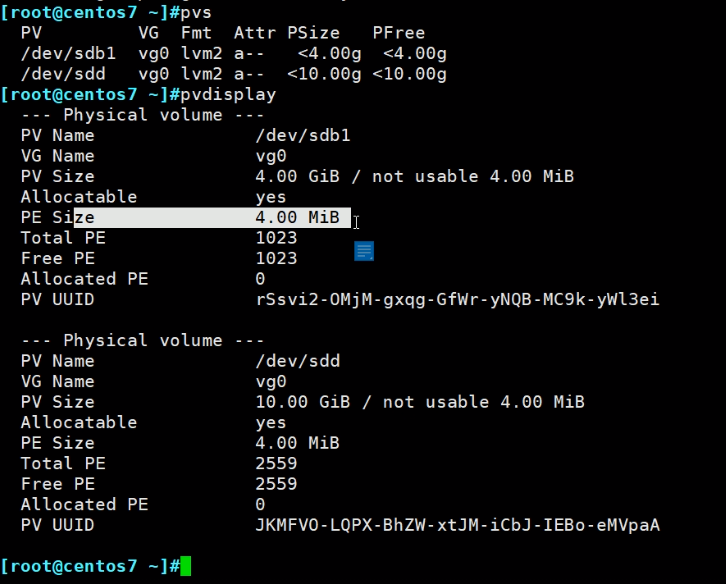 [root@centos7 ~]#pvs
PV VG Fmt Attr PSize PFree
/dev/sdb1 vg0 lvm2 a-- <4.00g <4.00g
/dev/sdd vg0 lvm2 a-- <10.00g <10.00g
[root@centos7 ~]#pvdisplay
--- Physical volume ---
PV Name /dev/sdb1
VG Name vg0
PV Size 4.00 GiB / not usable 4.00 MiB
Allocatable yes
PE Size 4.00 MiB
Total PE 1023
Free PE 1023
Allocated PE 0
PV UUID rSsvi2-OMjM-gxqg-GfWr-yNQB-MC9k-yWl3ei
--- Physical volume ---
PV Name /dev/sdd
VG Name vg0
PV Size 10.00 GiB / not usable 4.00 MiB
Allocatable yes
PE Size 4.00 MiB
Total PE 2559
Free PE 2559
Allocated PE 0
PV UUID JKMFVO-LQPX-BhZW-xtJM-iCbJ-IEBo-eMVpaA
[root@centos7 ~]#